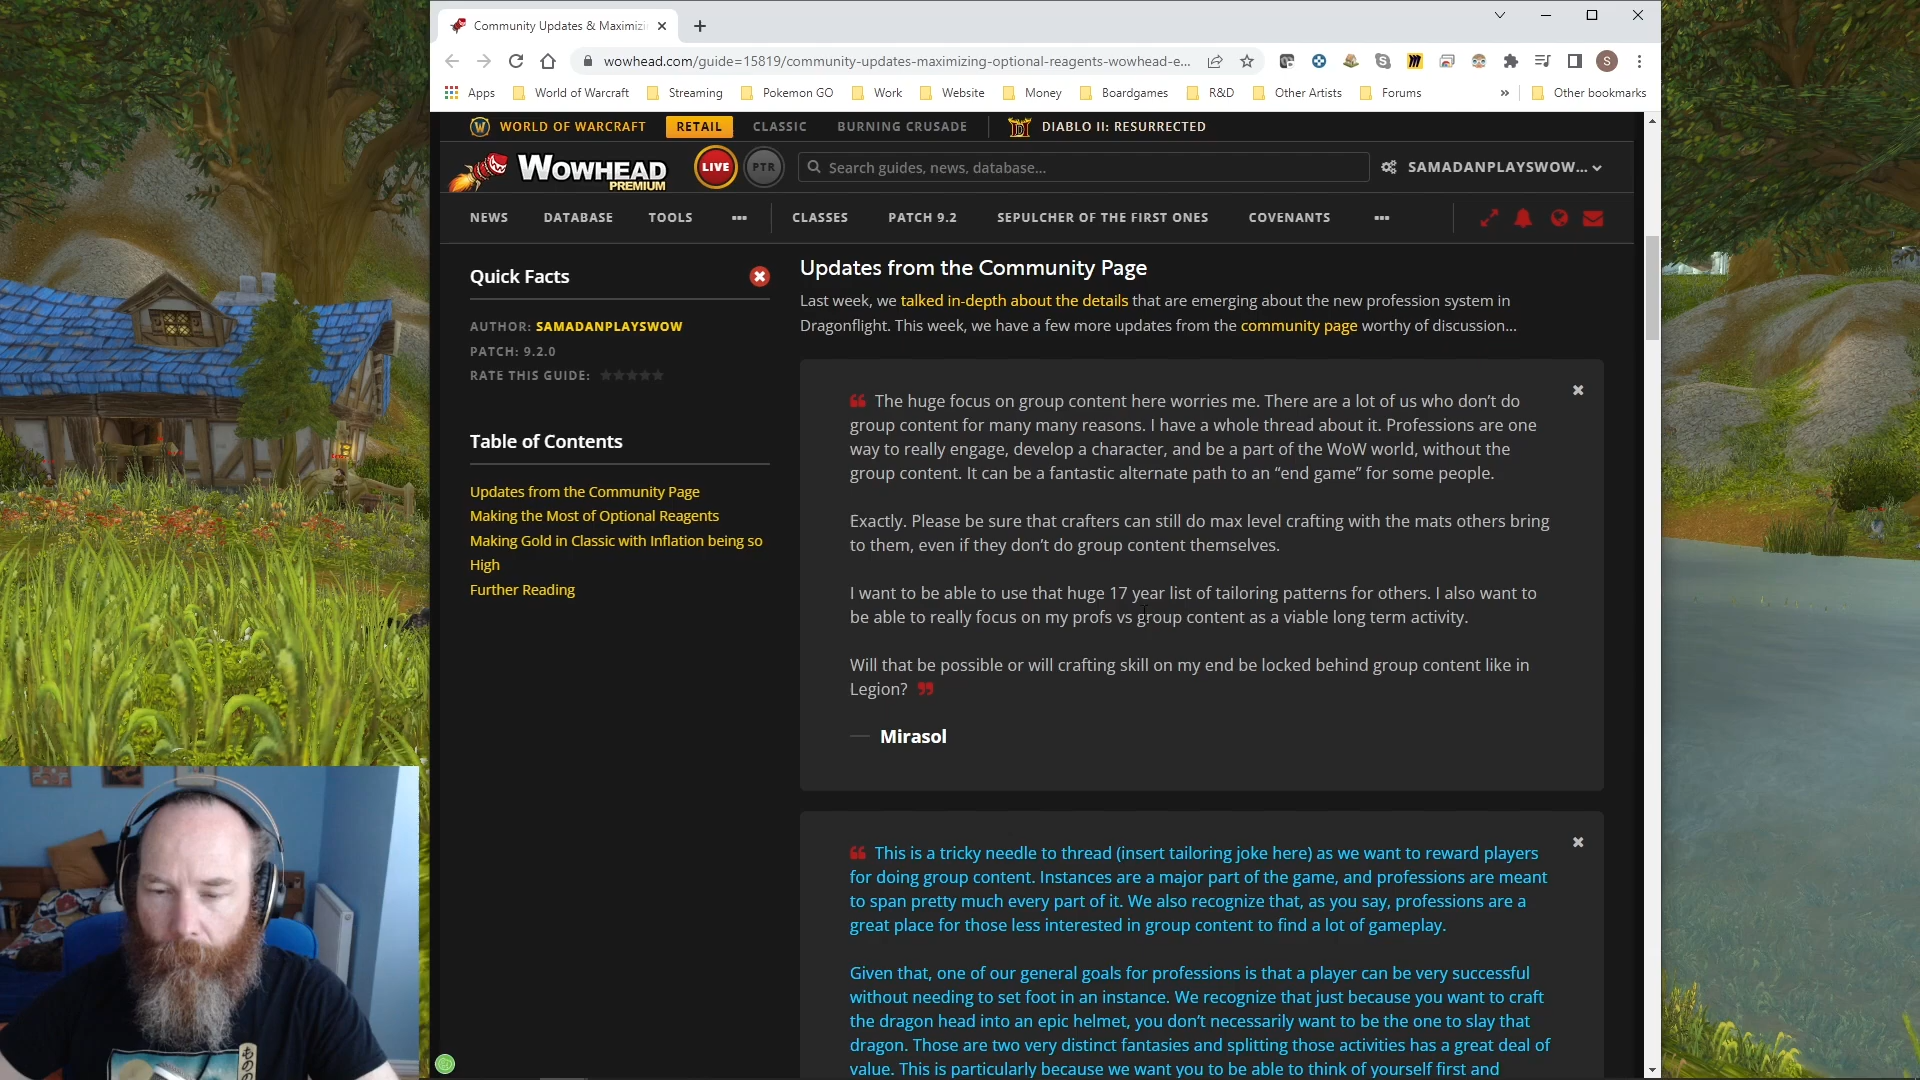 Community Updates & Maximizi
wowhead.com/guide=15819/community-updates-maximizing-optional-reagents-wowhead-e...
S
Apps
World of Warcraft
Streaming
Pokemon GO
Work
Website
Money
Boardgames
R&D
Other Artists
Forums
»
Other bookmarks
WORLD OF WARCRAFT
RETAIL
CLASSIC
BURNING CRUSADE
DIABLO II: RESURRECTED
WOWHEAD
PREMIUM
LIVE
PTR
Search guides, news, database...
SAMADANPLAYSWOW...
NEWS
DATABASE
TOOLS
CLASSES
PATCH 9.2
SEPULCHER OF THE FIRST ONES
COVENANTS
Quick Facts
AUTHOR: SAMADANPLAYSWOW
PATCH: 9.2.0
RATE THIS GUIDE:
Table of Contents
Updates from the Community Page
Making the Most of Optional Reagents
Making Gold in Classic with Inflation being so
High
Further Reading
Updates from the Community Page
Last week, we talked in-depth about the details that are emerging about the new profession system in
Dragonflight. This week, we have a few more updates from the community page worthy of discussion...
The huge focus on group content here worries me. There are a lot of us who don't do
group content for many many reasons. I have a whole thread about it. Professions are one
way to really engage, develop a character, and be a part of the WoW world, without the
group content. It can be a fantastic alternate path to an "end game" for some people.
Exactly. Please be sure that crafters can still do max level crafting with the mats others bring
to them, even if they don't do group content themselves.
I want to be able to use that huge 17 year list of tailoring patterns for others. I also want to
be able to really focus on my profs vs group content as a viable long term activity.
Will that be possible or will crafting skill on my end be locked behind group content like in
Legion?
— Mirasol
This is a tricky needle to thread (insert tailoring joke here) as we want to reward players
for doing group content. Instances are a major part of the game, and professions are meant
to span pretty much every part of it. We also recognize that, as you say, professions are a
great place for those less interested in group content to find a lot of gameplay.
Given that, one of our general goals for professions is that a player can be very successful
without needing to set foot in an instance. We recognize that just because you want to craft
the dragon head into an epic helmet, you don't necessarily want to be the one to slay that
dragon. Those are two very distinct fantasies and splitting those activities has a great deal of
value. This is particularly because we want you to be able to think of yourself first and